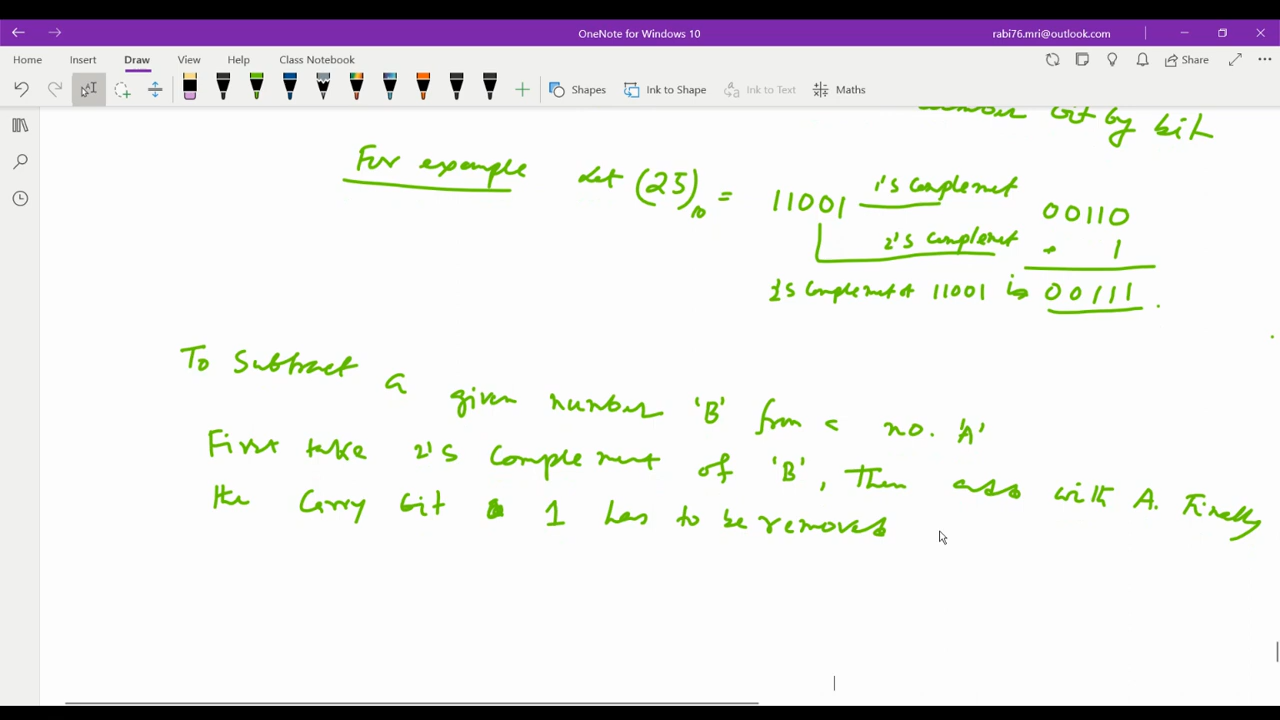 OneNote for Windows 10
rabi76.mri@outlook.com
Home Insert Draw View Help Class Notebook
Share
Shapes Ink to Shape Ink to Text Maths
bit by bit
For example Let (25)10 = 11001 1's complemet 00110
2's complemet 1
2's complemet of 11001 is 00111.
To Subtract a given number 'B' from a no. 'A'
First take 2's Complement of 'B', Then add with A. Finally
the Carry bit 1 has to be removed